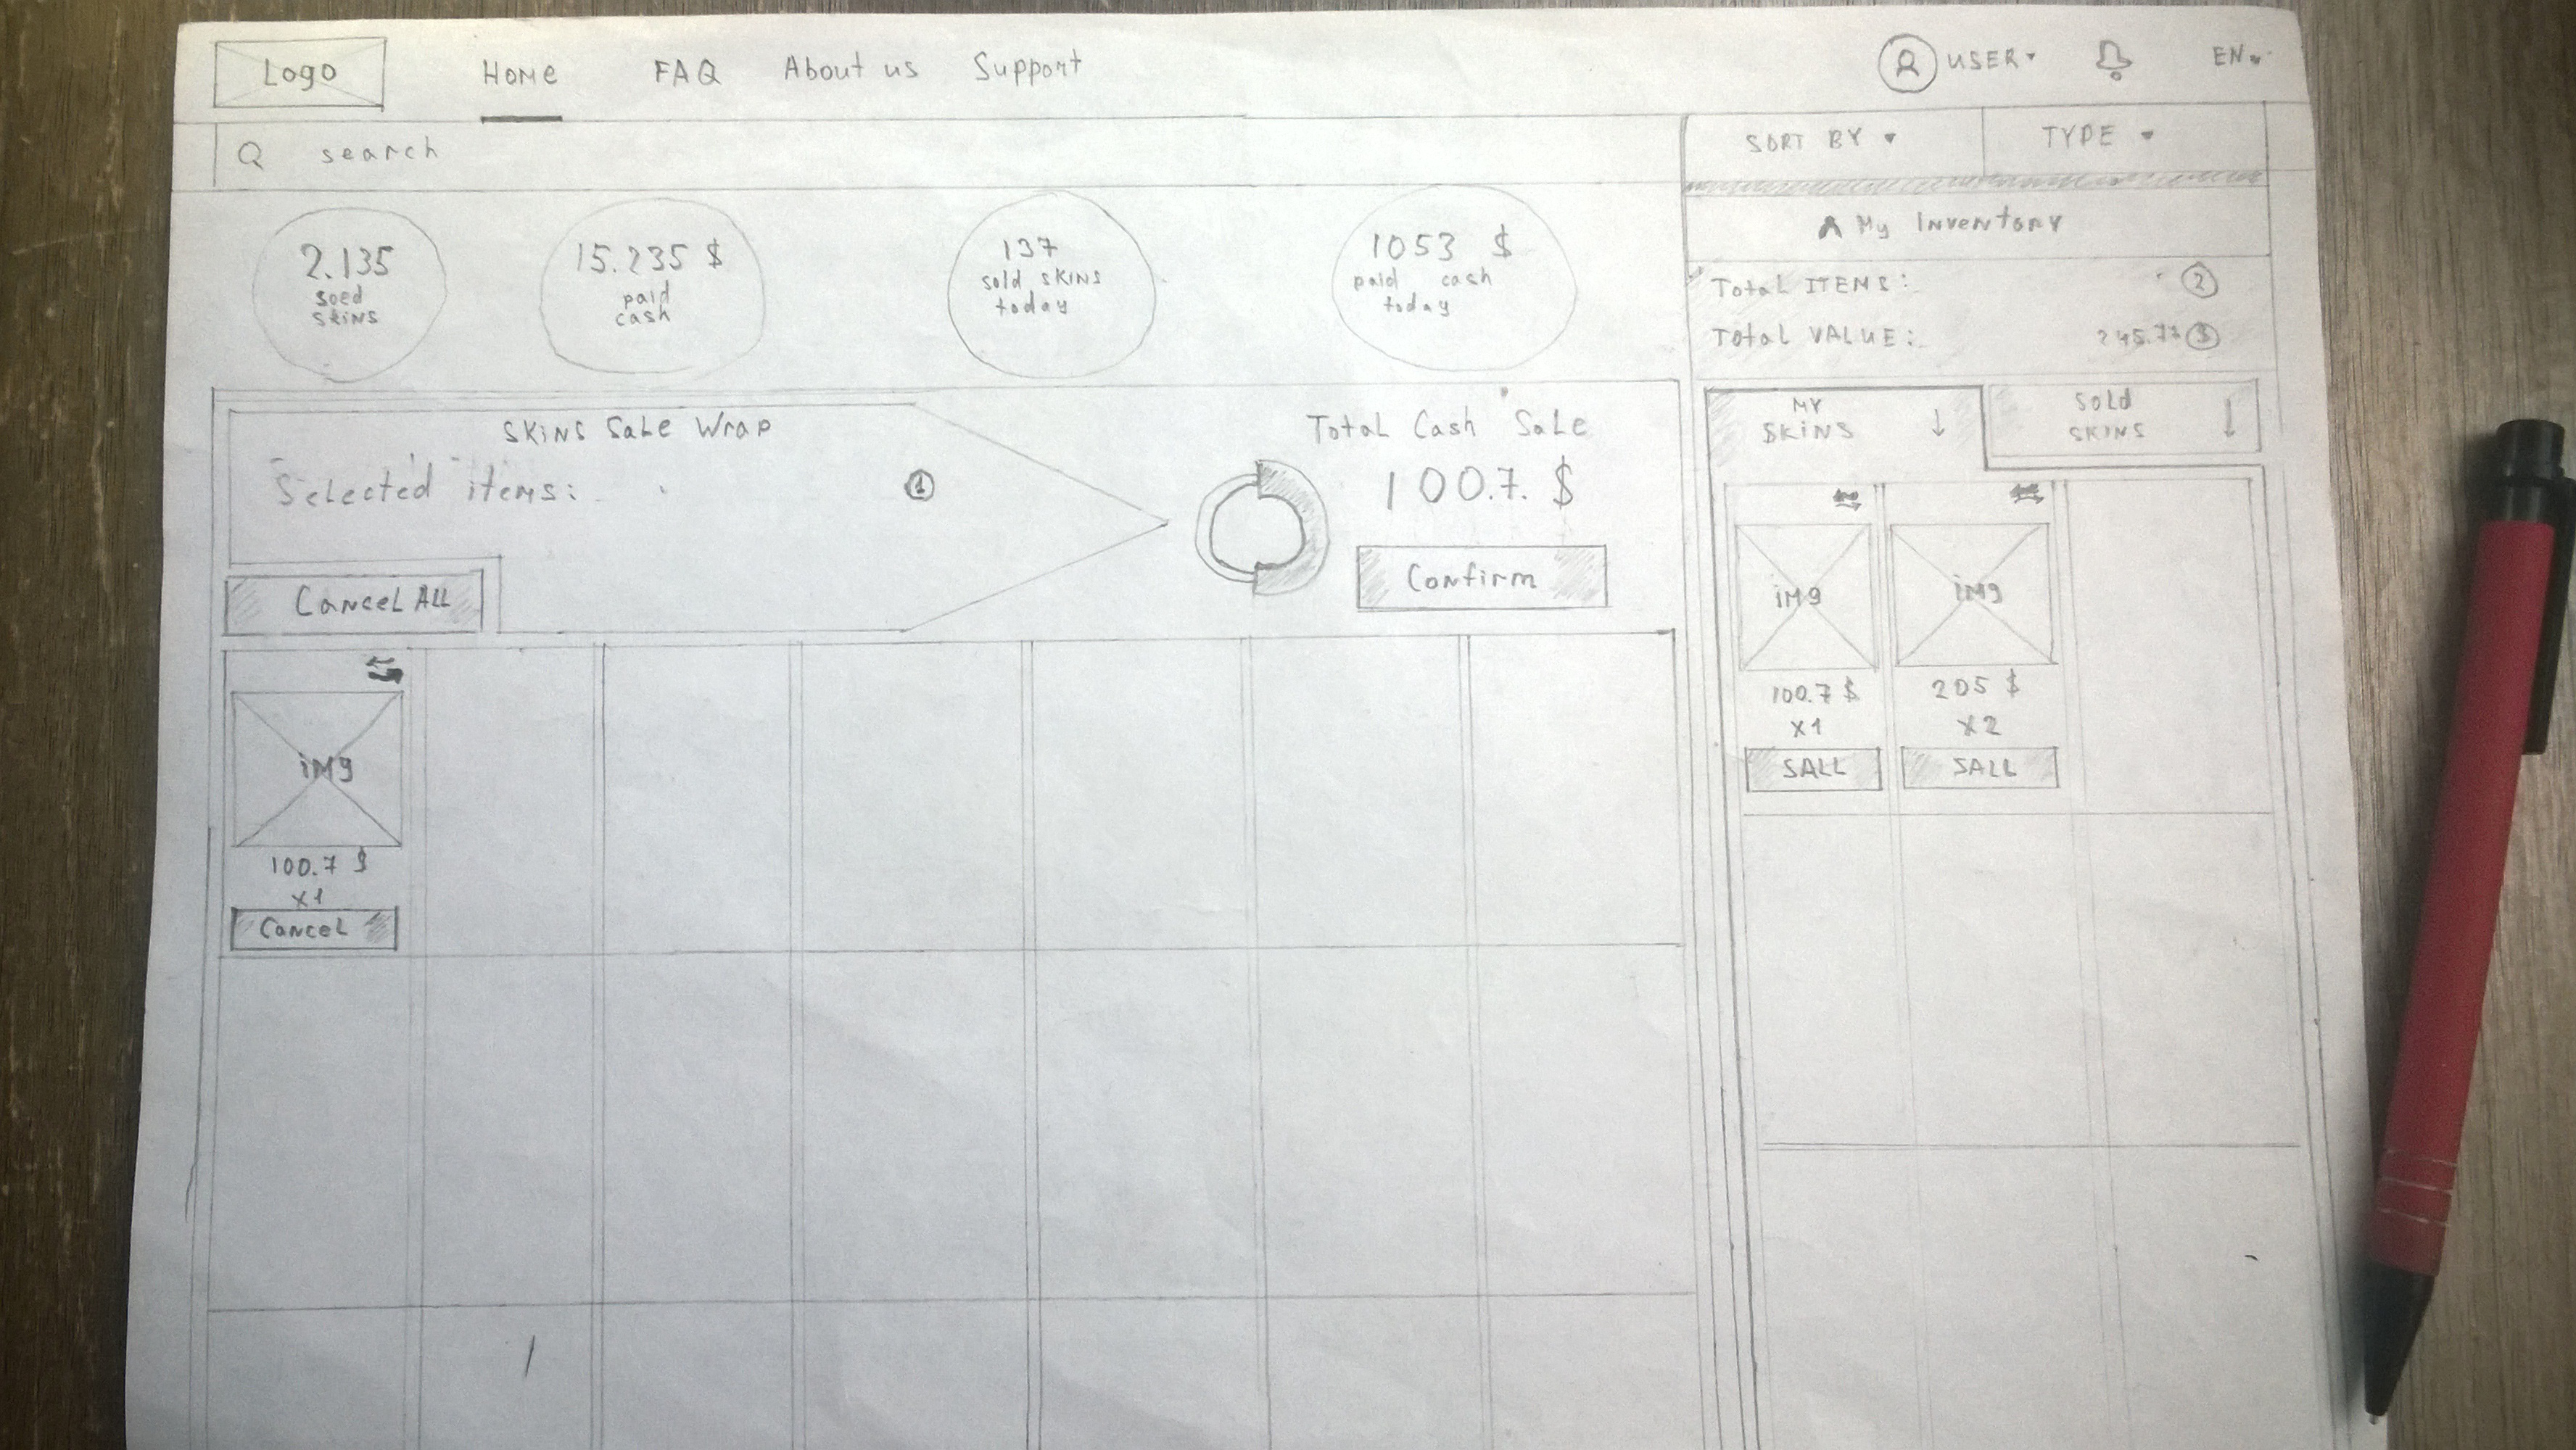 Logo
Home
FAQ
About us
Support
USER
EN
search
SORT BY
TYPE
2.135
soed
skins
15.235 $
paid
cash
137
sold skins
today
1053 $
paid cash
today
My Inventory
Total ITEMS:
2
Total VALUE:
$
Skins Sale Wrap
Selected items:
1
Cancel All
Total Cash Sale
100.7. $
Confirm
MY
SKINS
Sold
SKINS
img
100.7 $
x1
Cancel
img
100.7 $
x1
SALL
img
205 $
x2
SALL